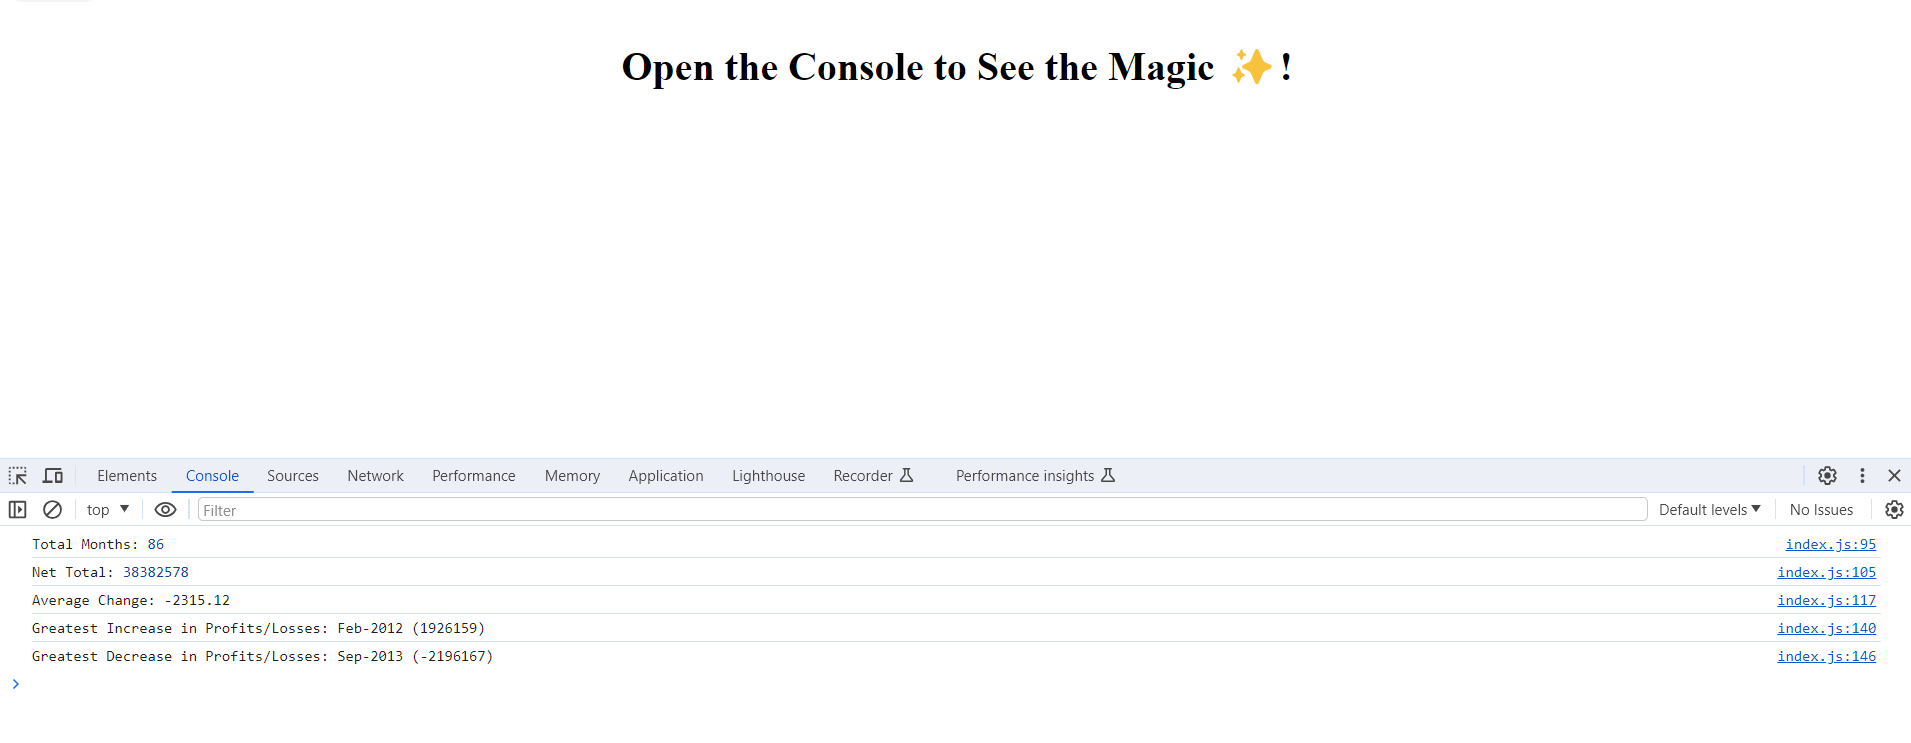 Open the Console to See the Magic ✨!
Elements Console Sources Network Performance Memory Application Lighthouse Recorder Performance insights
top Filter Default levels No Issues
Total Months: 86 index.js:95
Net Total: 38382578 index.js:105
Average Change: -2315.12 index.js:117
Greatest Increase in Profits/Losses: Feb-2012 (1926159) index.js:140
Greatest Decrease in Profits/Losses: Sep-2013 (-2196167) index.js:146